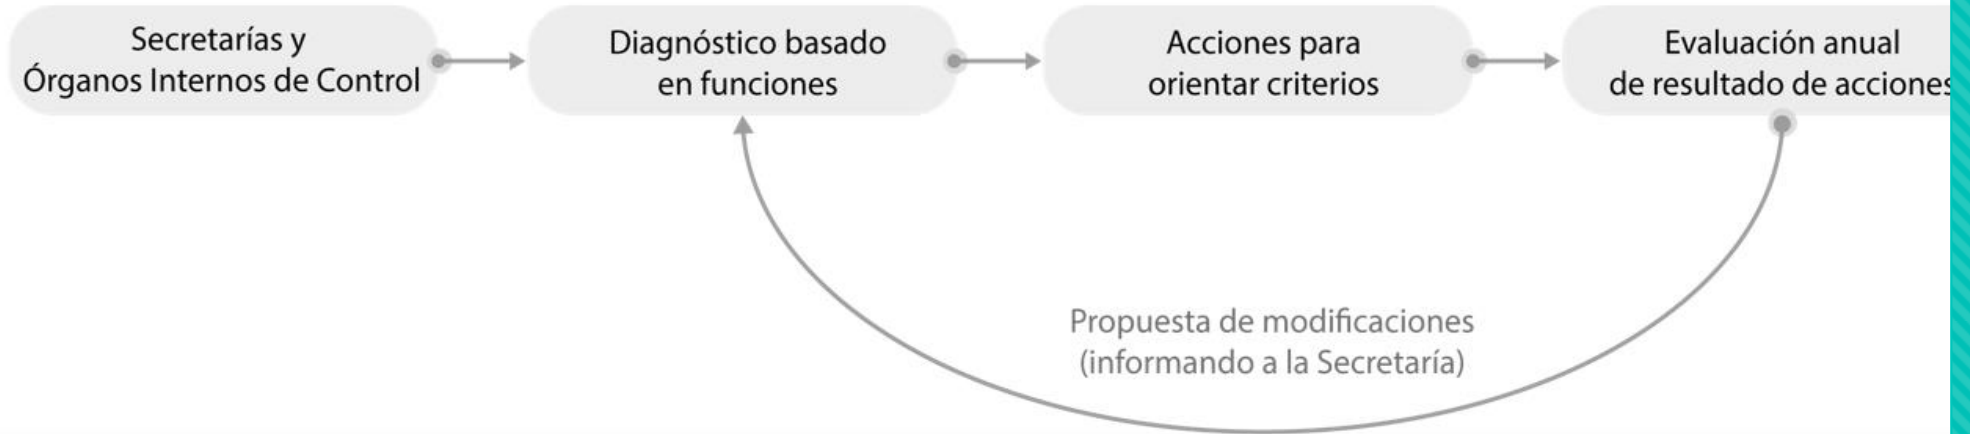 Secretarías y
Órganos Internos de Control
Diagnóstico basado
en funciones
Acciones para
orientar criterios
Evaluación anual
de resultado de acciones
Propuesta de modificaciones
(informando a la Secretaría)